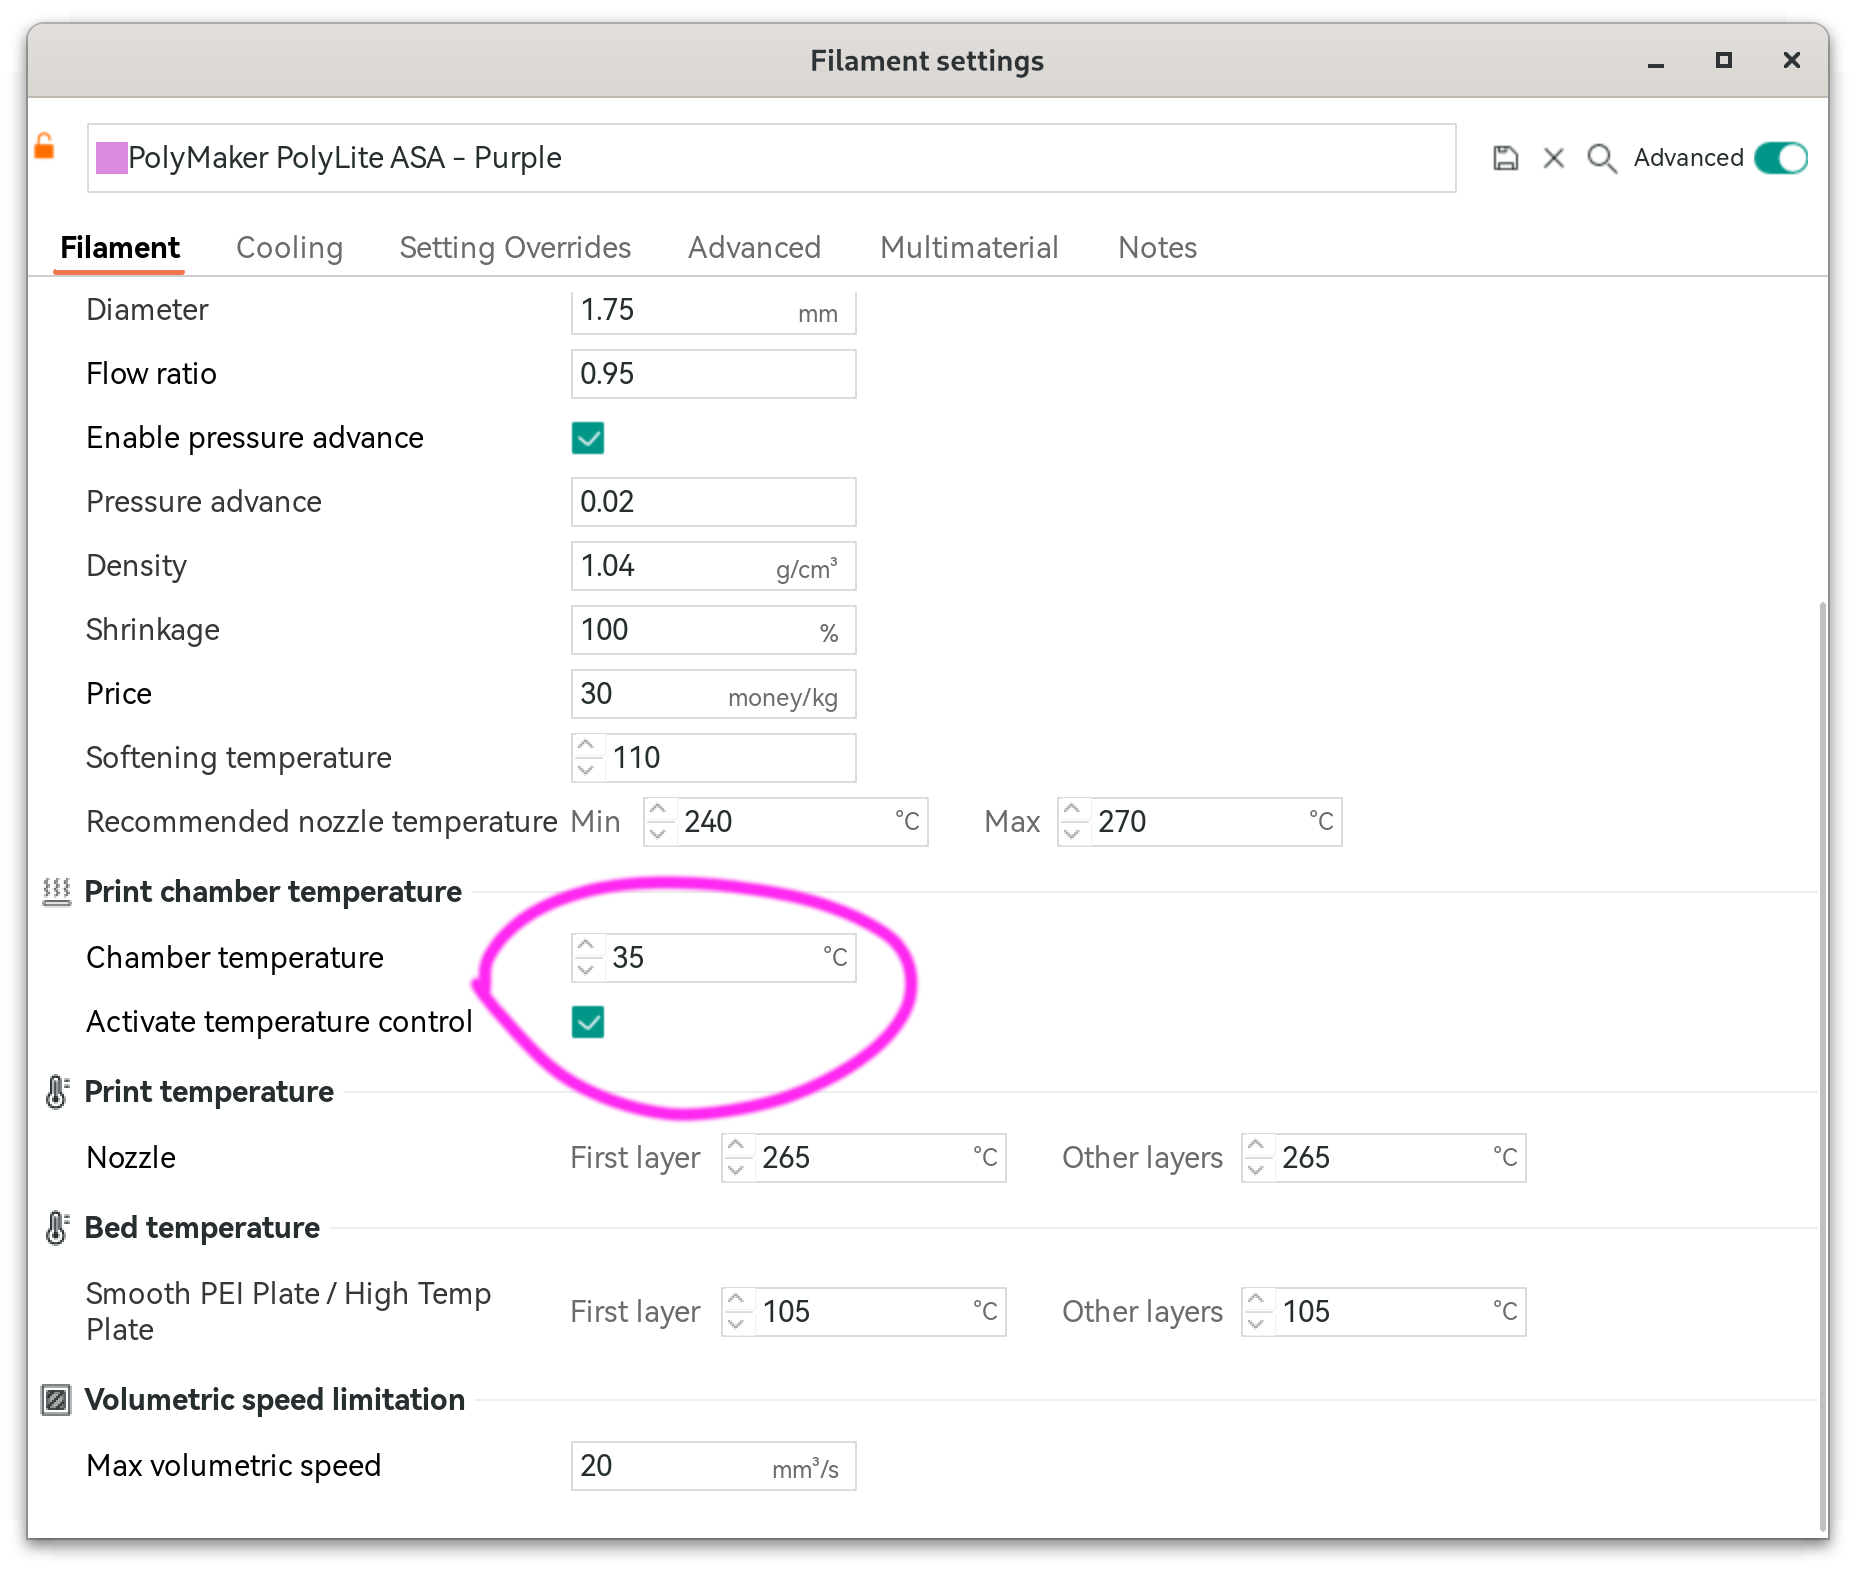 Filament settings
PolyMaker PolyLite ASA - Purple
Advanced
Filament Cooling Setting Overrides Advanced Multimaterial Notes
Diameter 1.75 mm
Flow ratio 0.95
Enable pressure advance
Pressure advance 0.02
Density 1.04 g/cm³
Shrinkage 100 %
Price 30 money/kg
Softening temperature 110
Recommended nozzle temperature Min 240 °C Max 270 °C
Print chamber temperature
Chamber temperature 35 °C
Activate temperature control
Print temperature
Nozzle First layer 265 °C Other layers 265 °C
Bed temperature
Smooth PEI Plate / High Temp
Plate First layer 105 °C Other layers 105 °C
Volumetric speed limitation
Max volumetric speed 20 mm³/s